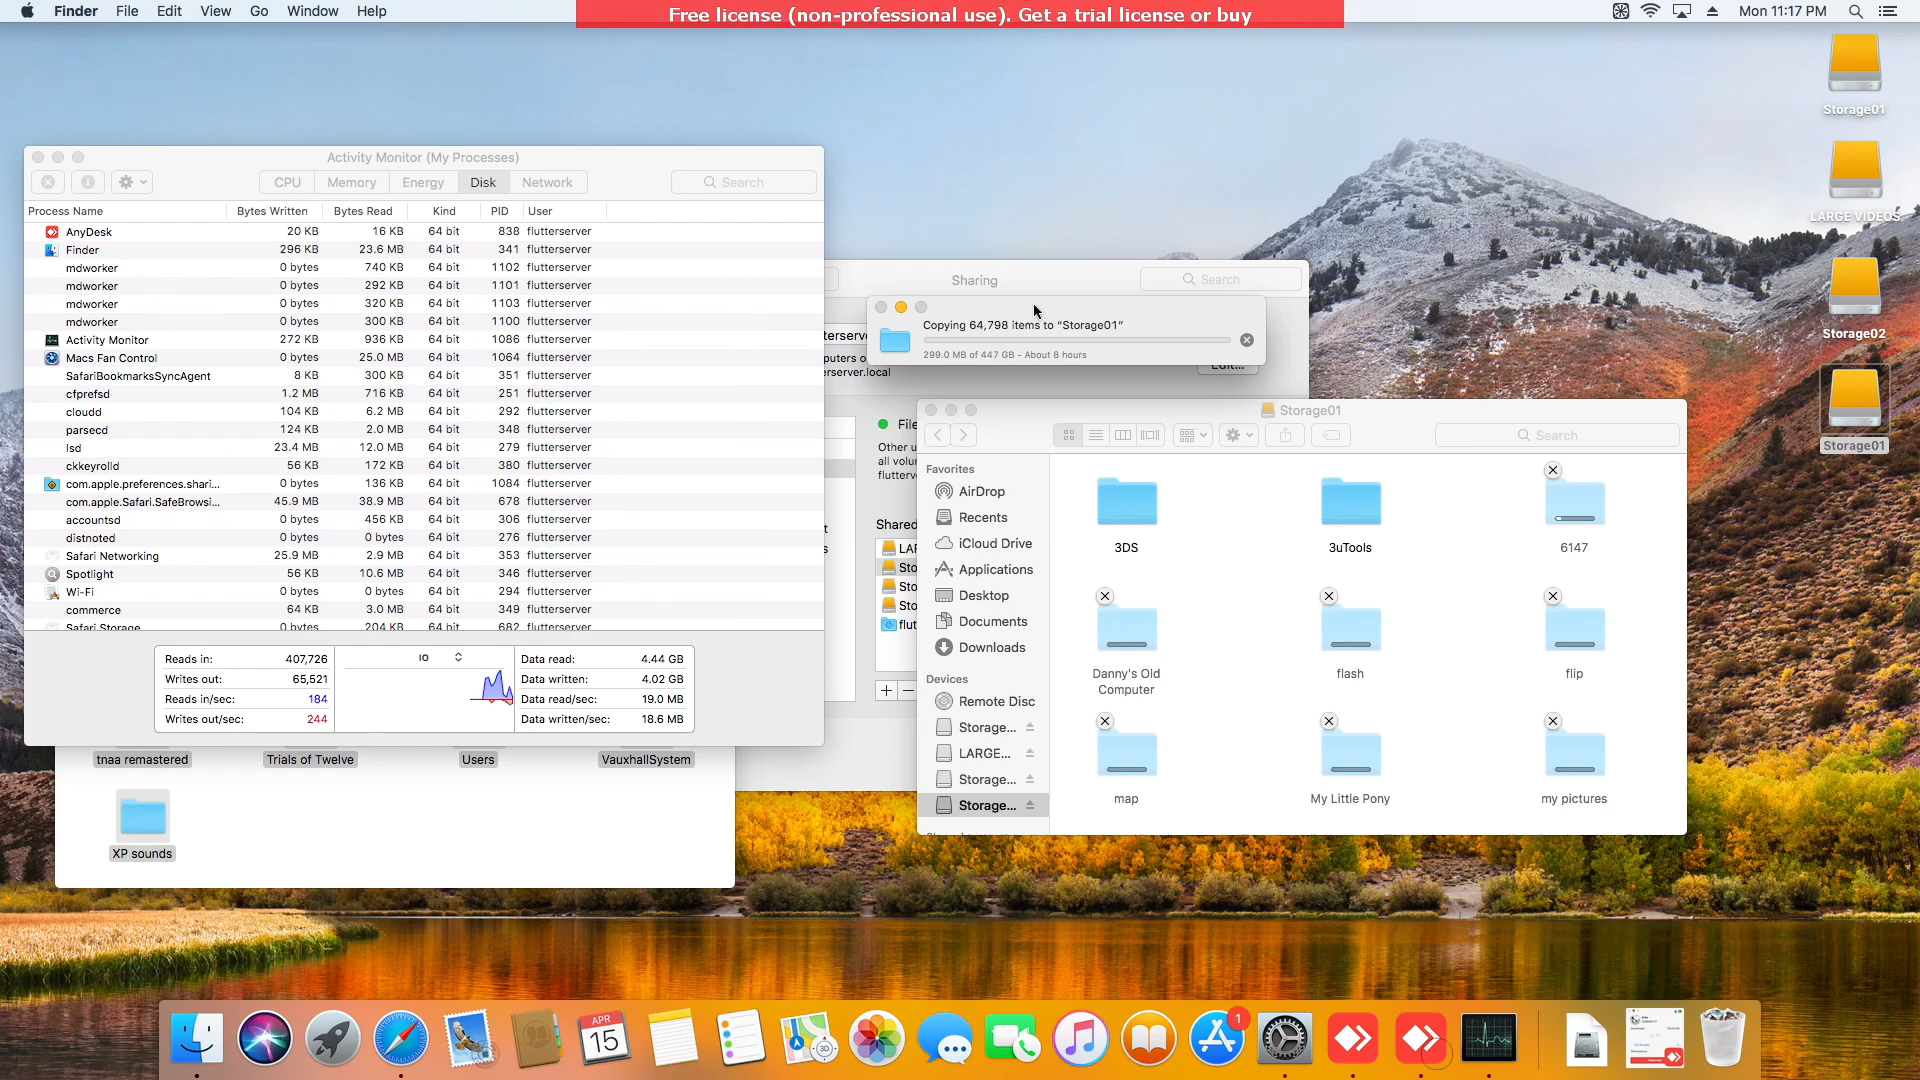 Finder File Edit View Go Window Help
Free license (non-professional use). Get a trial license or buy
Mon 11:17 PM
Storage01
LARGE VIDEOS
Storage02
Storage01
Activity Monitor (My Processes)
CPU Memory Energy Disk Network Search
Process Name Bytes Written Bytes Read Kind PID User
AnyDesk 20 KB 16 KB 64 bit 838 flutterserver
Finder 296 KB 23.6 MB 64 bit 341 flutterserver
mdworker 0 bytes 740 KB 64 bit 1102 flutterserver
mdworker 0 bytes 292 KB 64 bit 1101 flutterserver
mdworker 0 bytes 320 KB 64 bit 1103 flutterserver
mdworker 0 bytes 300 KB 64 bit 1100 flutterserver
Activity Monitor 272 KB 936 KB 64 bit 1086 flutterserver
Macs Fan Control 0 bytes 25.0 MB 64 bit 1064 flutterserver
SafariBookmarksSyncAgent 8 KB 300 KB 64 bit 351 flutterserver
cfprefsd 1.2 MB 716 KB 64 bit 251 flutterserver
cloudd 104 KB 6.2 MB 64 bit 292 flutterserver
parsecd 124 KB 2.0 MB 64 bit 348 flutterserver
lsd 23.4 MB 12.0 MB 64 bit 279 flutterserver
ckkeyrolld 56 KB 172 KB 64 bit 380 flutterserver
com.apple.preferences.shari... 0 bytes 136 KB 64 bit 1084 flutterserver
com.apple.Safari.SafeBrowsi... 45.9 MB 38.9 MB 64 bit 678 flutterserver
accountsd 0 bytes 456 KB 64 bit 306 flutterserver
distnoted 0 bytes 0 bytes 64 bit 276 flutterserver
Safari Networking 25.9 MB 2.9 MB 64 bit 353 flutterserver
Spotlight 56 KB 10.6 MB 64 bit 346 flutterserver
Wi-Fi 0 bytes 0 bytes 64 bit 294 flutterserver
commerce 64 KB 3.0 MB 64 bit 349 flutterserver
Safari Storage 0 bytes 204 KB 64 bit 682 flutterserver
Reads in: 407,726 IO Data read: 4.44 GB
Writes out: 65,521 Data written: 4.02 GB
Reads in/sec: 184 Data read/sec: 19.0 MB
Writes out/sec: 244 Data written/sec: 18.6 MB
tnaa remastered Trials of Twelve Users VauxhallSystem
XP sounds
Sharing Search
Copying 64,798 items to "Storage01"
299.0 MB of 447 GB - About 8 hours
tterserv
puters o
erserver.local
Edit...
File
Other u
all volu
flutterv
Shared
LAR
Sto
Sto
Sto
flut
Storage01
Search
Favorites
AirDrop
Recents
iCloud Drive
Applications
Desktop
Documents
Downloads
Devices
Remote Disc
Storage...
LARGE...
Storage...
Storage...
3DS 3uTools 6147
Danny's Old
Computer
flash flip
map My Little Pony my pictures
APR
15
3D
1